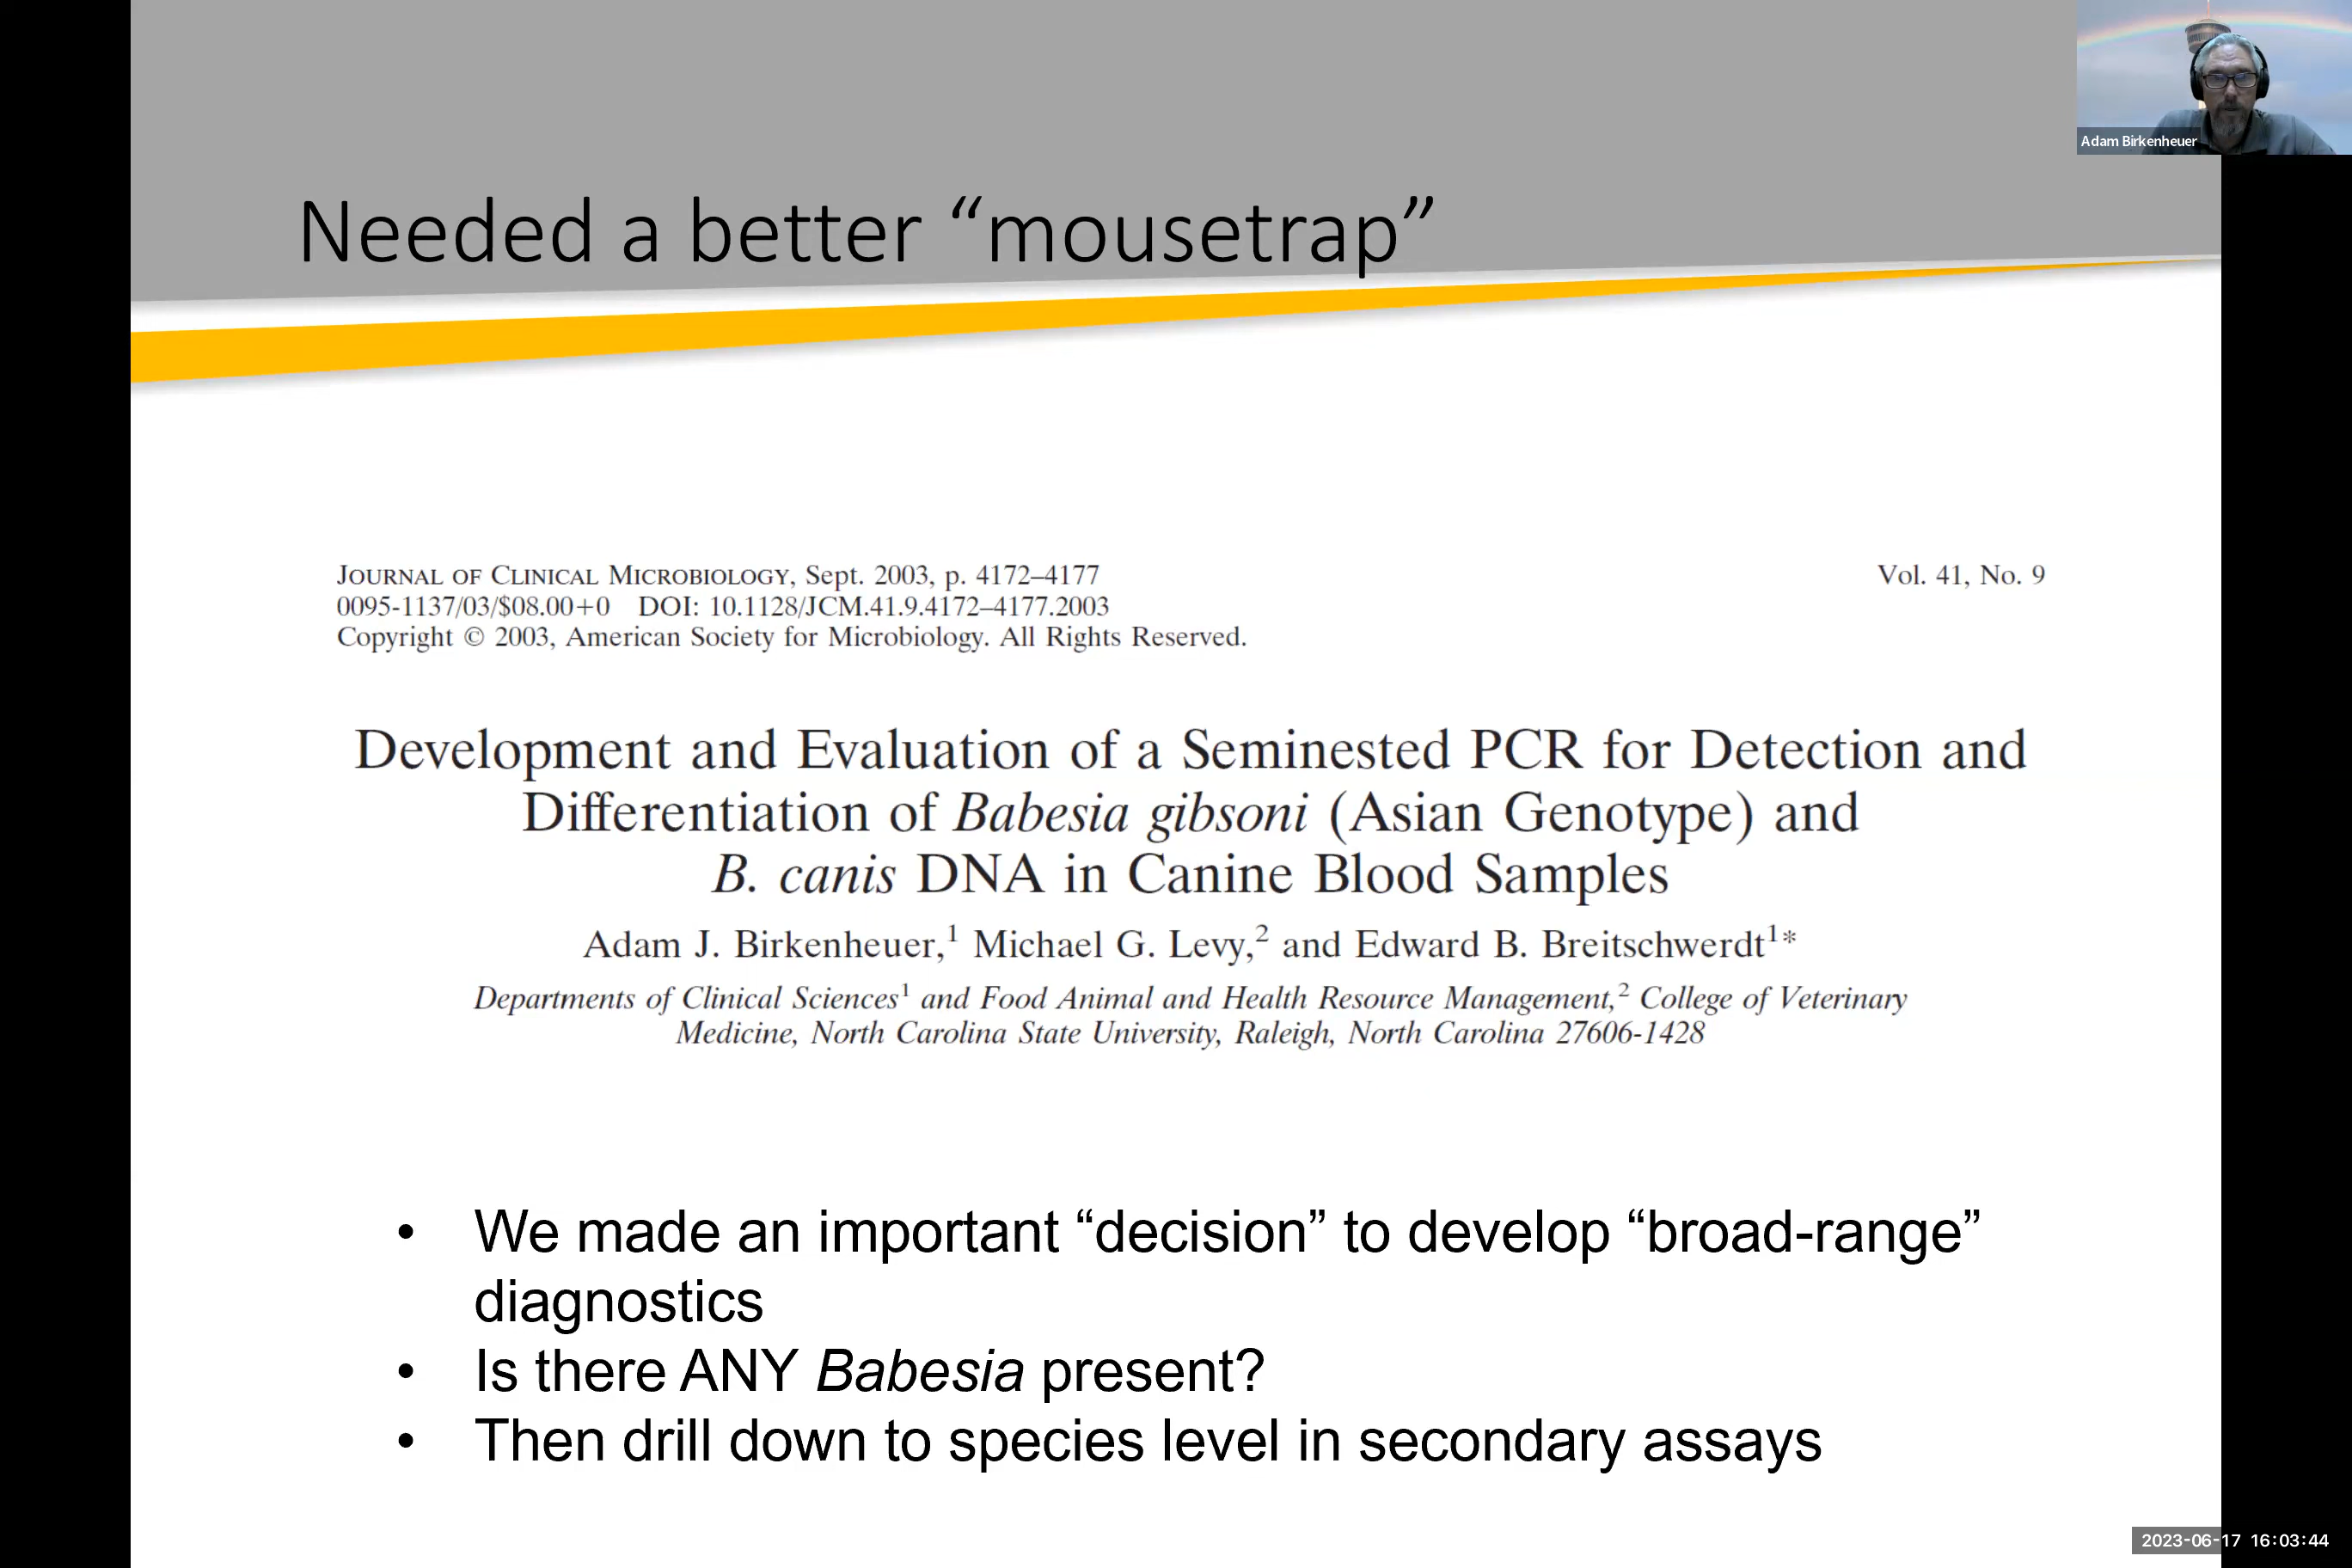 Adam Birkenheuer
Needed a better “mousetrap”
JOURNAL OF CLINICAL MICROBIOLOGY, Sept. 2003, p. 4172–4177
Vol. 41, No. 9
0095-1137/03/$08.00+0 DOI: 10.1128/JCM.41.9.4172–4177.2003
Copyright © 2003, American Society for Microbiology. All Rights Reserved.
Development and Evaluation of a Seminested PCR for Detection and
Differentiation of Babesia gibsoni (Asian Genotype) and
B. canis DNA in Canine Blood Samples
Adam J. Birkenheuer,1 Michael G. Levy,2 and Edward B. Breitschwerdt1*
Departments of Clinical Sciences1 and Food Animal and Health Resource Management,2 College of Veterinary
Medicine, North Carolina State University, Raleigh, North Carolina 27606-1428
• We made an important “decision” to develop “broad-range”
diagnostics
• Is there ANY Babesia present?
• Then drill down to species level in secondary assays
2023-06-17 16:03:44